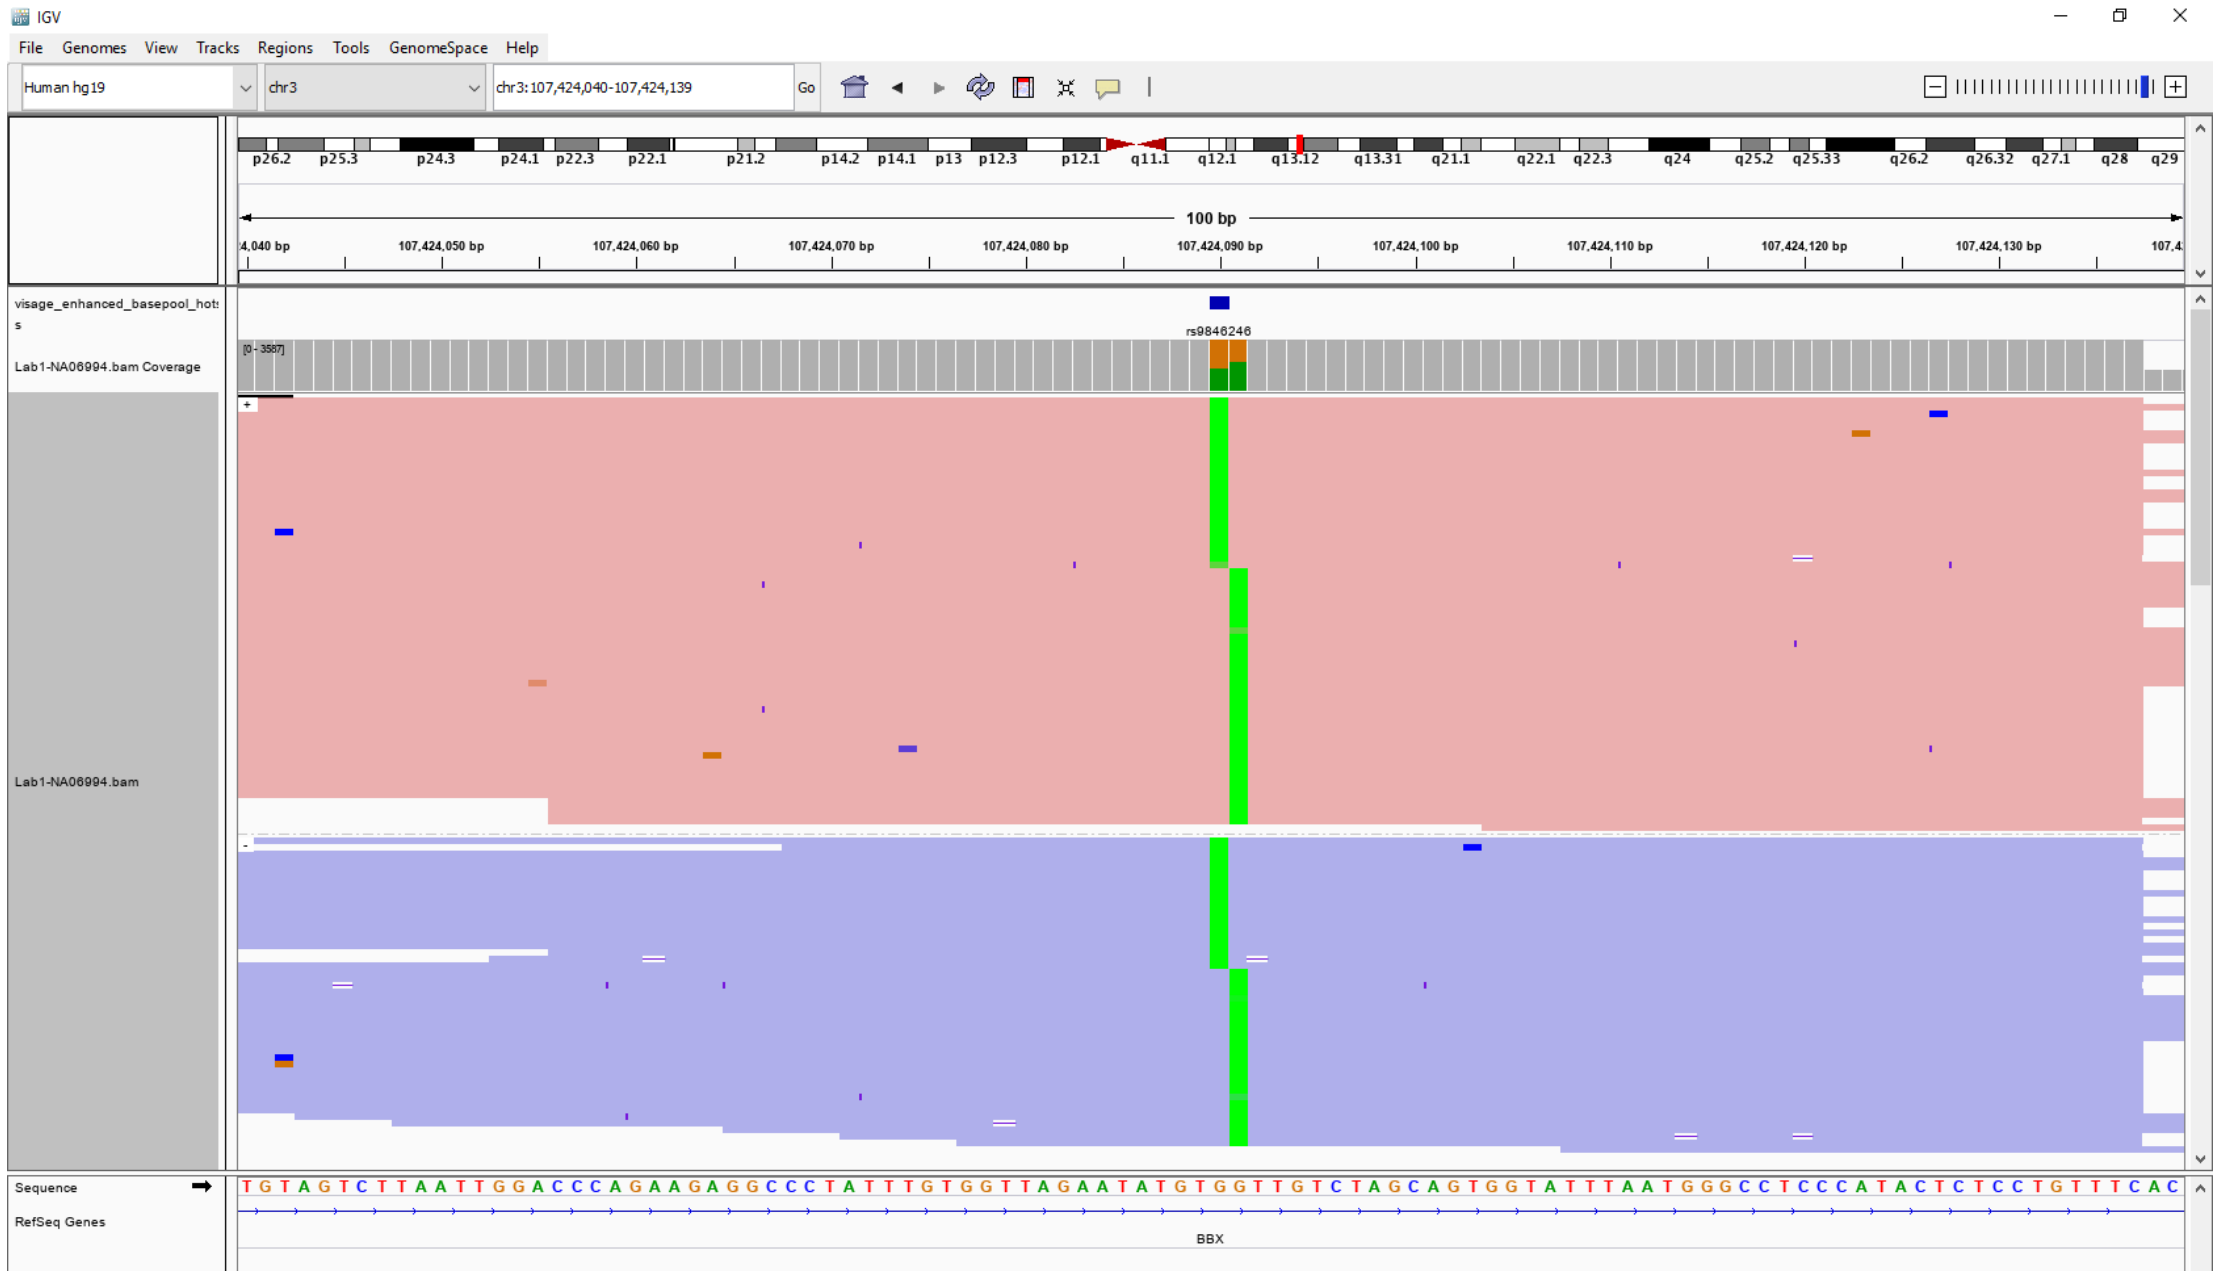 IGV
File Genomes View Tracks Regions Tools GenomeSpace Help
Human hg19 chr3 chr3:107,424,040-107,424,139 Go
p26.2 p25.3 p24.3 p24.1 p22.3 p22.1 p21.2 p14.2 p14.1 p13 p12.3 p12.1 q11.1 q12.1 q13.12 q13.31 q21.1 q22.1 q22.3 q24 q25.2 q25.33 q26.2 q26.32 q27.1 q28 q29
100 bp
4,040 bp 107,424,050 bp 107,424,060 bp 107,424,070 bp 107,424,080 bp 107,424,090 bp 107,424,100 bp 107,424,110 bp 107,424,120 bp 107,424,130 bp 107,4
visage_enhanced_basepool_hots
s
rs9846246
[0 - 3587]
Lab1-NA06994.bam Coverage
+
Lab1-NA06994.bam
-
Sequence TGTAGTCTTAATTGGACCCAGAAGAGGCCCTATTTGTGGTTAGAATATGTGGTTGTCTAGCAGTGGTATTTAATGGGCCTCCCATACTCTCCTGTTTCAC
RefSeq Genes
BBX